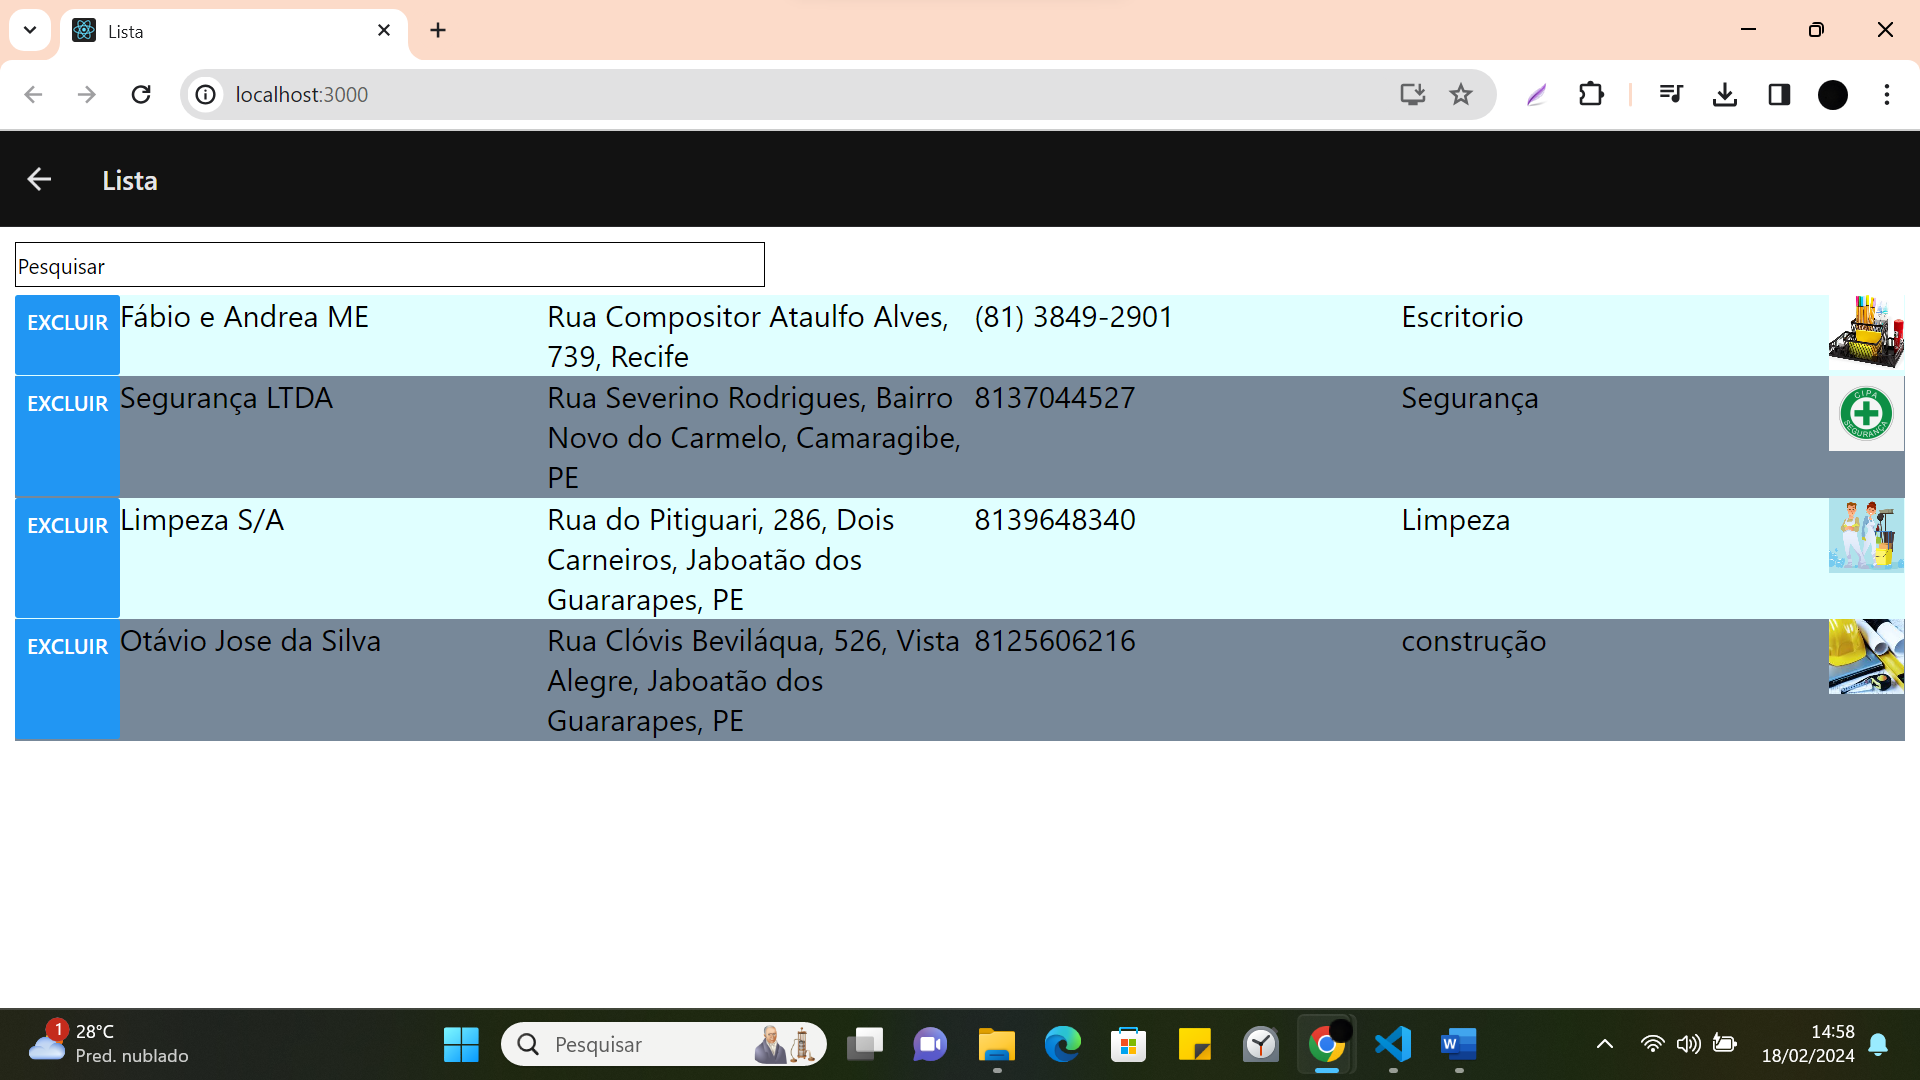 Lista
localhost:3000
Lista
Pesquisar
EXCLUIR Fábio e Andrea ME Rua Compositor Ataulfo Alves, (81) 3849-2901 Escritorio
739, Recife
EXCLUIR Segurança LTDA Rua Severino Rodrigues, Bairro 8137044527 Segurança
Novo do Carmelo, Camaragibe,
PE
CIPA
SEGURANÇA
EXCLUIR Limpeza S/A Rua do Pitiguari, 286, Dois 8139648340 Limpeza
Carneiros, Jaboatão dos
Guararapes, PE
EXCLUIR Otávio Jose da Silva Rua Clóvis Beviláqua, 526, Vista 8125606216 construção
Alegre, Jaboatão dos
Guararapes, PE
1 28°C
Pred. nublado
Pesquisar
W
14:58
18/02/2024